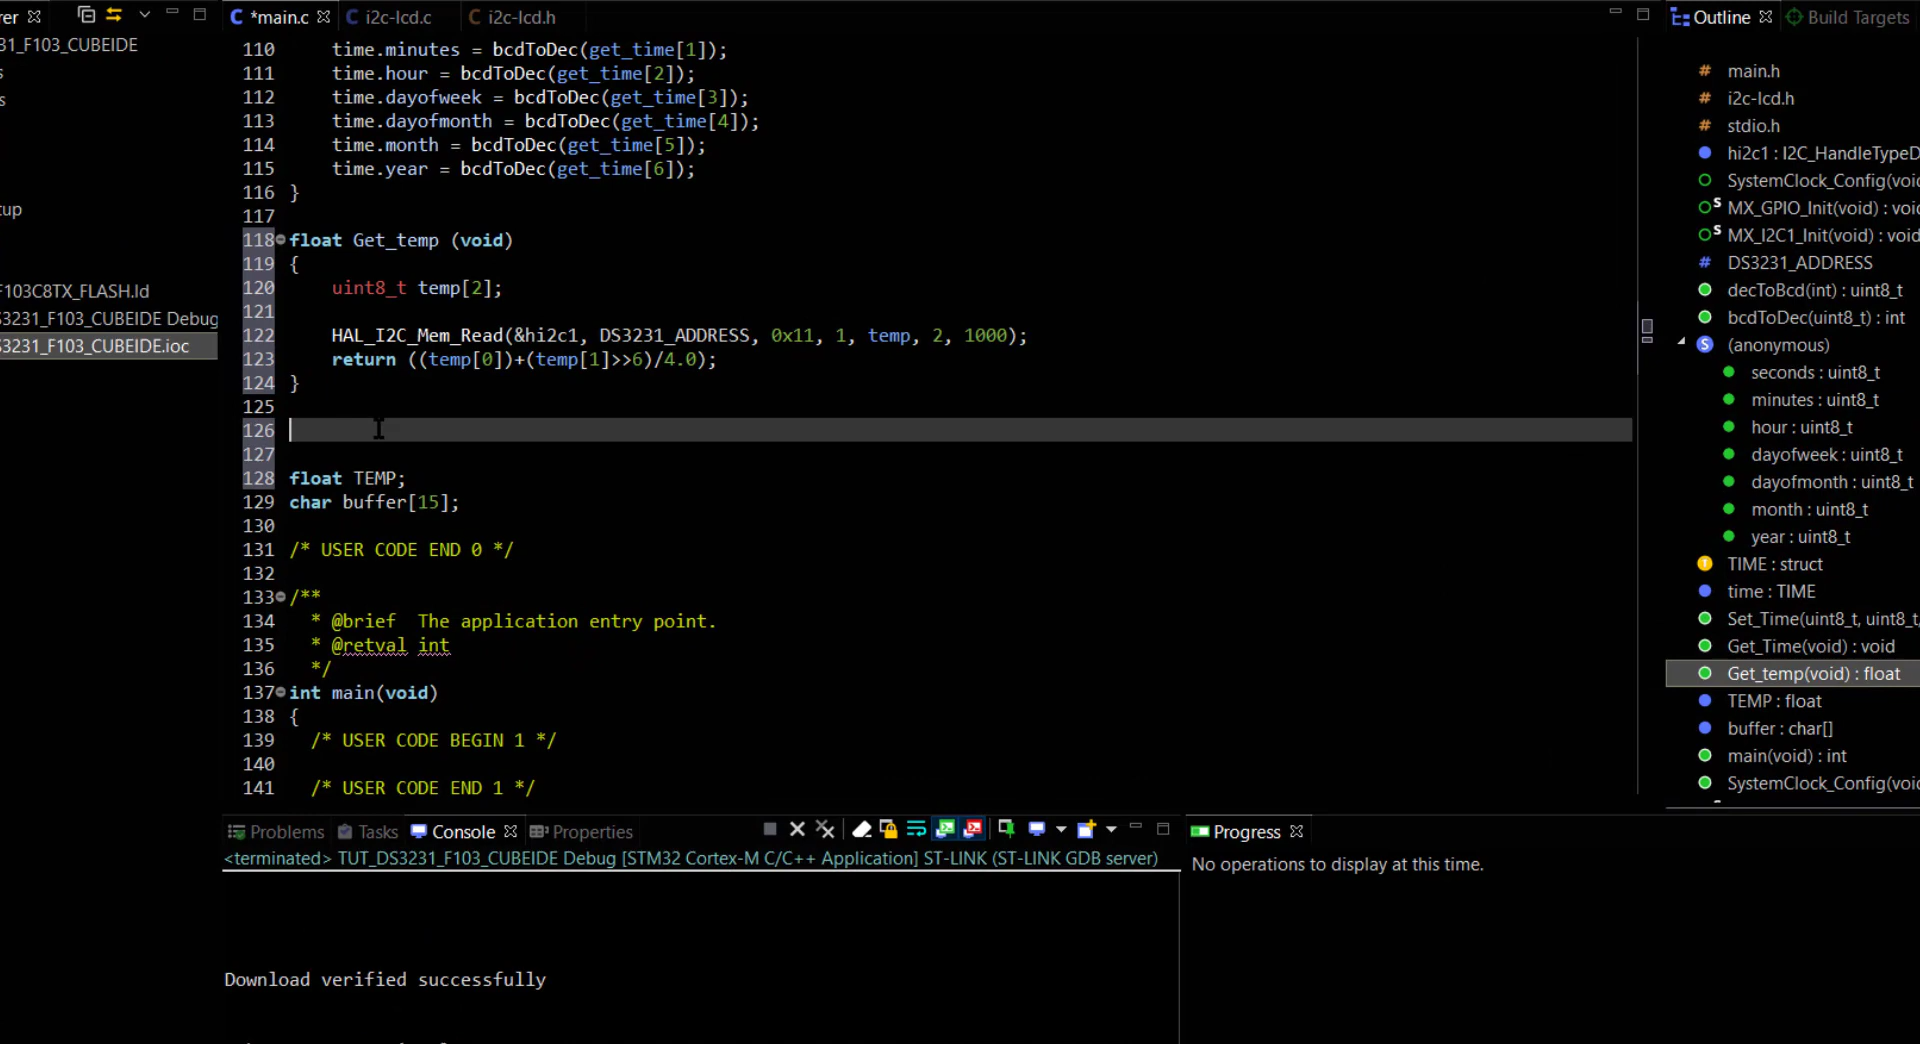 rer
*main.c
i2c-lcd.c
i2c-lcd.h
Outline
Build Targets
31_F103_CUBEIDE
s
s
tup
F103C8TX_FLASH.ld
S3231_F103_CUBEIDE Debug
S3231_F103_CUBEIDE.ioc
110 time.minutes = bcdToDec(get_time[1]);
111 time.hour = bcdToDec(get_time[2]);
112 time.dayofweek = bcdToDec(get_time[3]);
113 time.dayofmonth = bcdToDec(get_time[4]);
114 time.month = bcdToDec(get_time[5]);
115 time.year = bcdToDec(get_time[6]);
116 }
117
118 float Get_temp (void)
119 {
120 uint8_t temp[2];
121
122 HAL_I2C_Mem_Read(&hi2c1, DS3231_ADDRESS, 0x11, 1, temp, 2, 1000);
123 return ((temp[0])+(temp[1]>>6)/4.0);
124 }
125
126
127
128 float TEMP;
129 char buffer[15];
130
131 /* USER CODE END 0 */
132
133 /**
134 * @brief The application entry point.
135 * @retval int
136 */
137 int main(void)
138 {
139 /* USER CODE BEGIN 1 */
140
141 /* USER CODE END 1 */
# main.h
# i2c-lcd.h
# stdio.h
hi2c1 : I2C_HandleTypeD
SystemClock_Config(void
S MX_GPIO_Init(void) : void
S MX_I2C1_Init(void) : void
# DS3231_ADDRESS
decToBcd(int) : uint8_t
bcdToDec(uint8_t) : int
S (anonymous)
seconds : uint8_t
minutes : uint8_t
hour : uint8_t
dayofweek : uint8_t
dayofmonth : uint8_t
month : uint8_t
year : uint8_t
T TIME : struct
time : TIME
Set_Time(uint8_t, uint8_t,
Get_Time(void) : void
Get_temp(void) : float
TEMP : float
buffer : char[]
main(void) : int
SystemClock_Config(void
Problems
Tasks
Console
Properties
Progress
<terminated> TUT_DS3231_F103_CUBEIDE Debug [STM32 Cortex-M C/C++ Application] ST-LINK (ST-LINK GDB server)
No operations to display at this time.
Download verified successfully